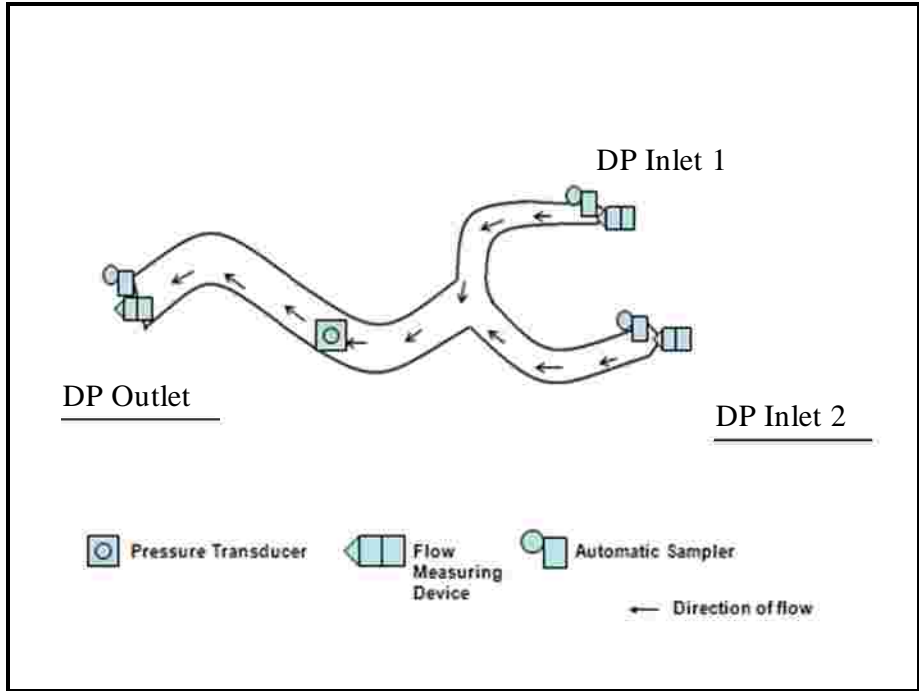 DP Inlet 1
DP Outlet
DP Inlet 2
Pressure Transducer
Flow
Measuring
Device
Automatic Sampler
Direction of flow